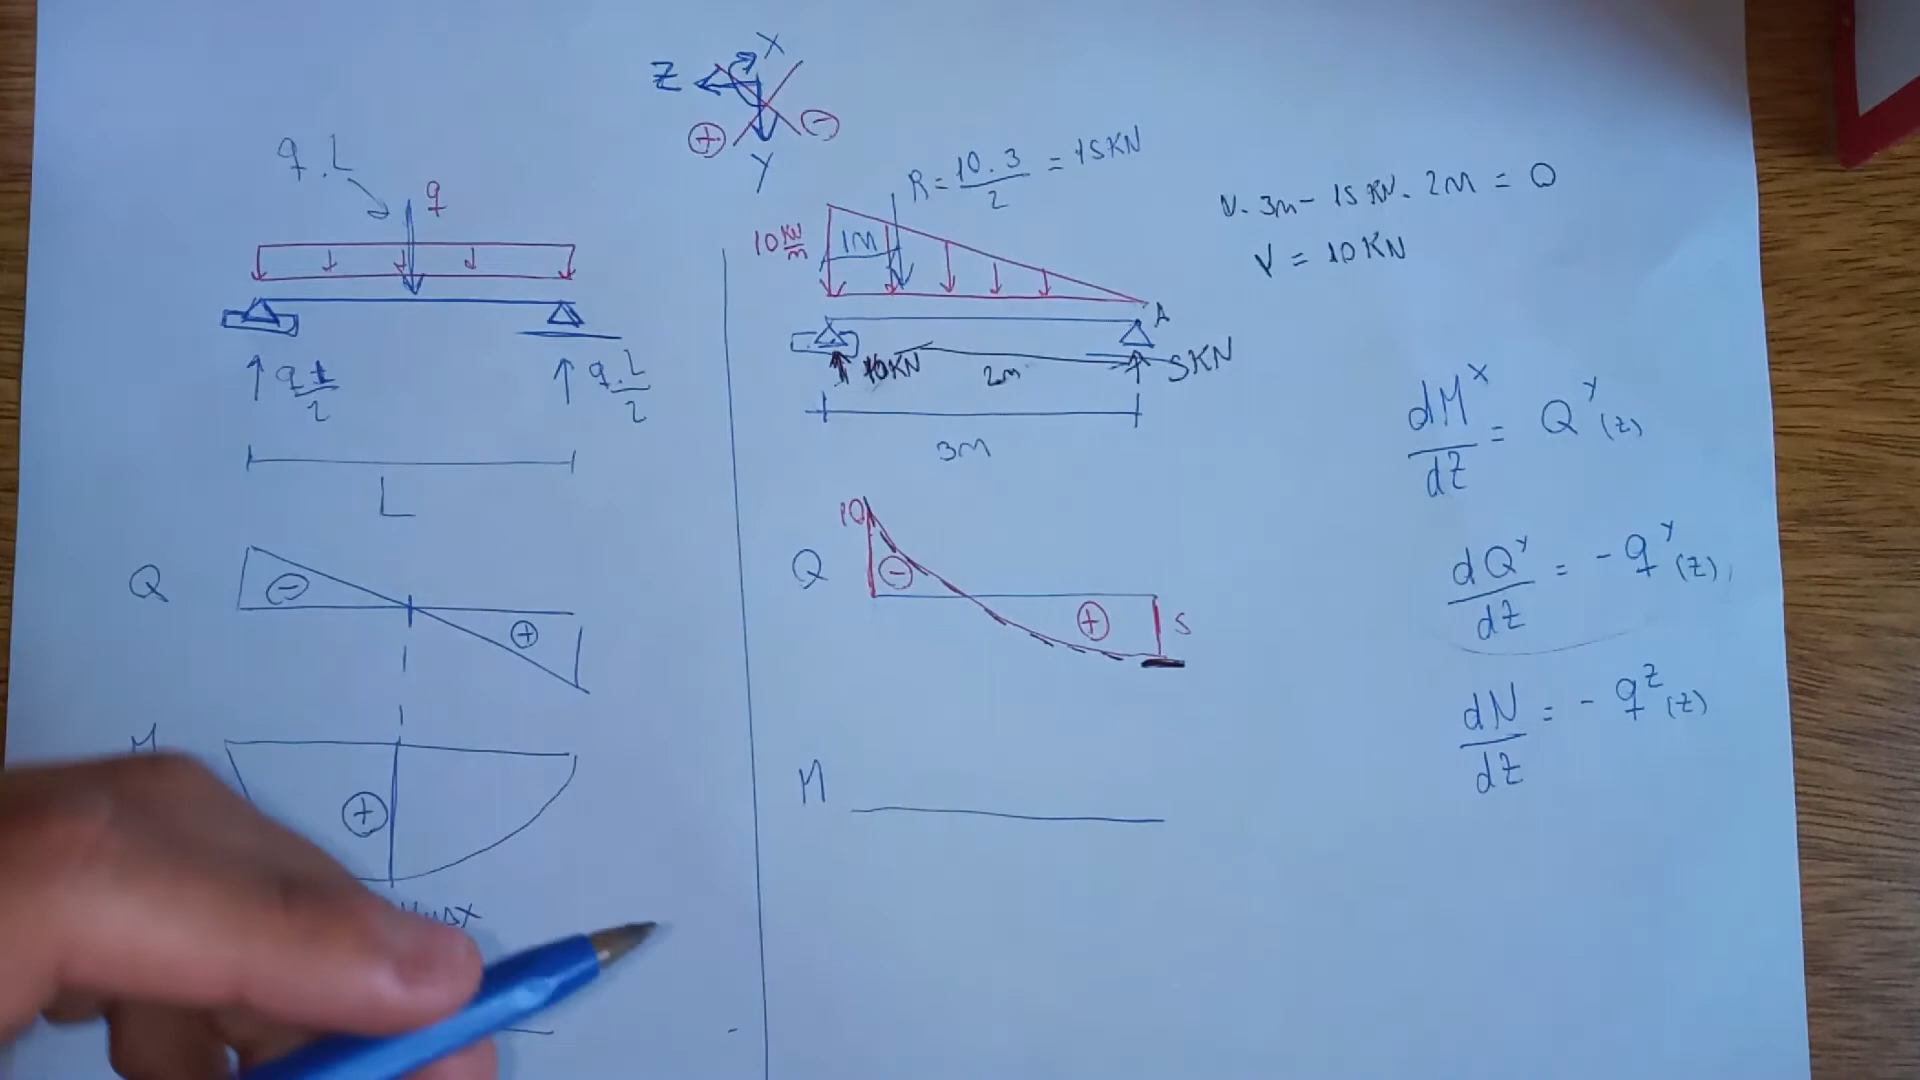 X
Z
⊕ ⊖
Y
q.L
q
q.L/2
q.L/2
L
Q
⊖
⊕
⊕
R = 10.3/2 = 15KN
10 KN/m
1M
A
10KN
2m
5KN
3M
Q
10
⊖
⊕
5
M
V. 3m - 15KN. 2M = 0
V = 10KN
dM^x/dZ = Q^y(z)
dQ^y/dZ = -q^y(z)
dN/dZ = -q^z(z)